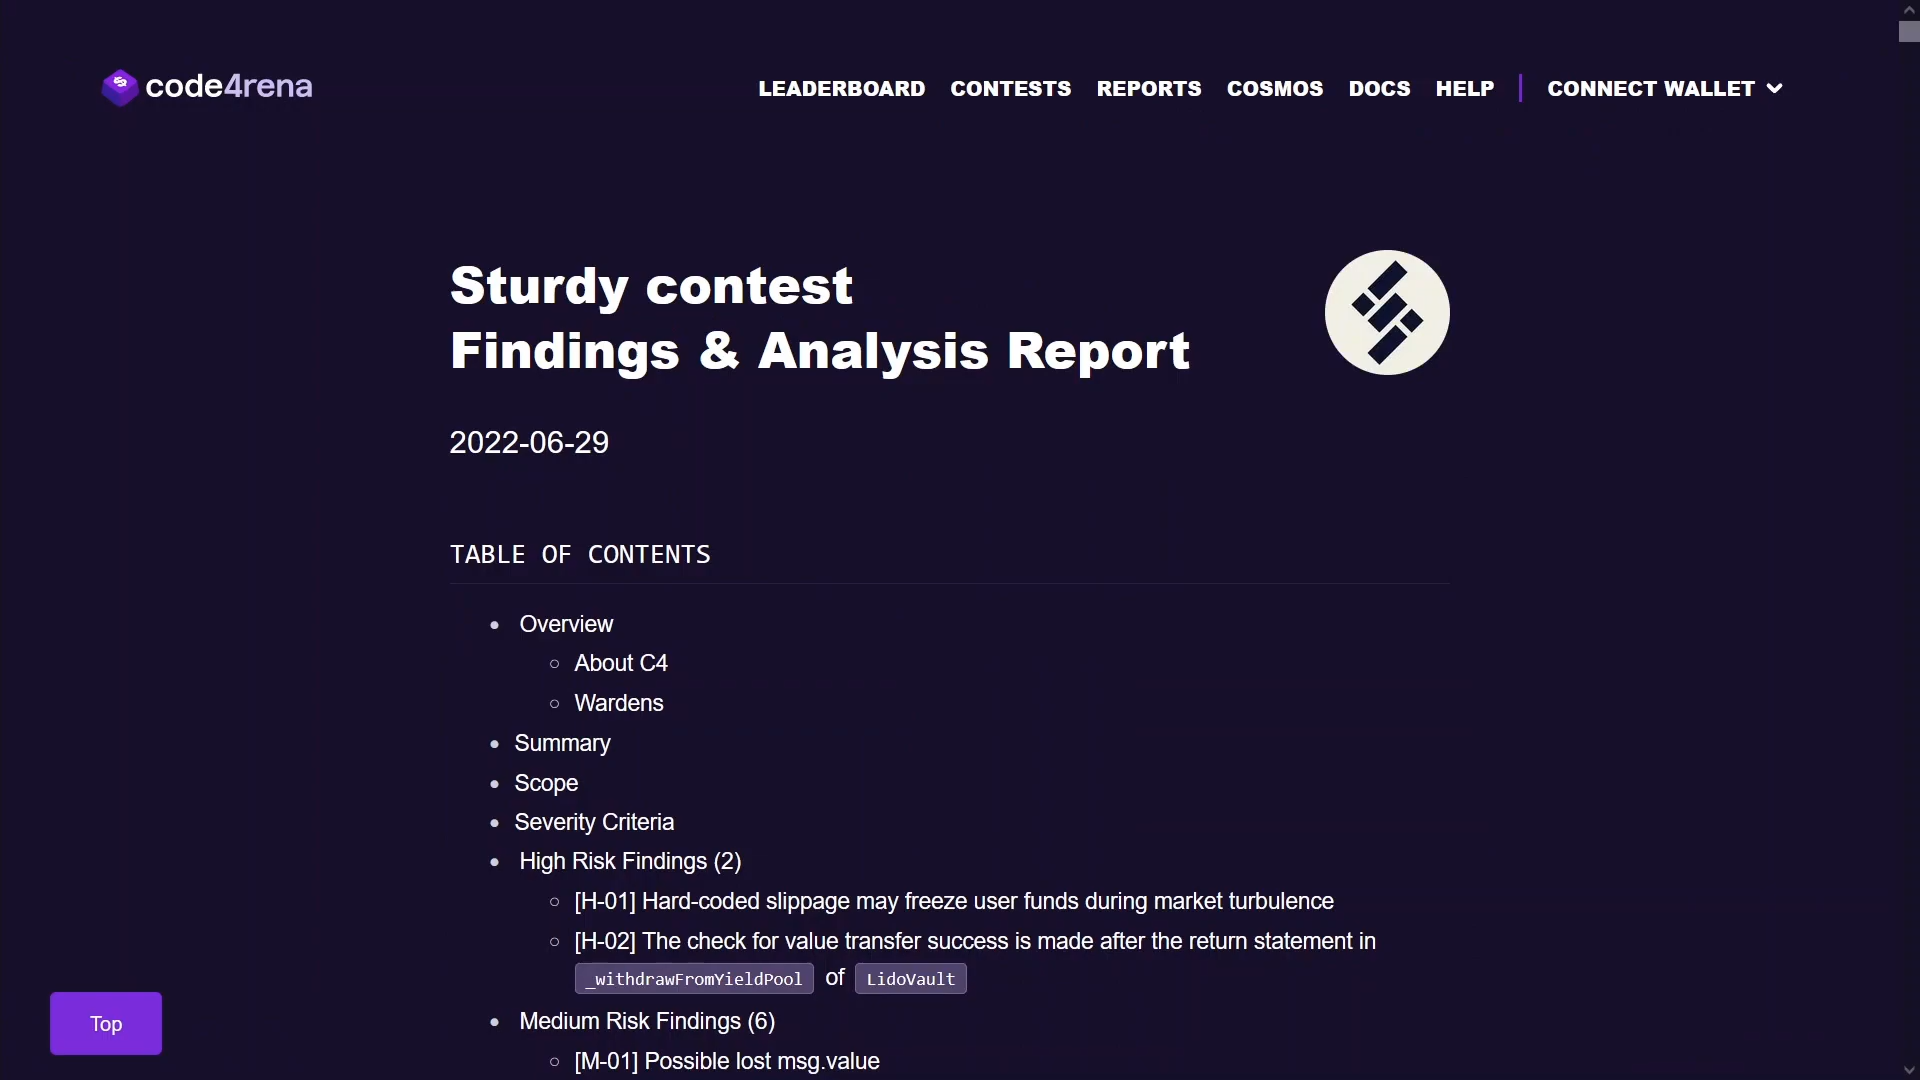 code4rena
LEADERBOARD CONTESTS REPORTS COSMOS DOCS HELP CONNECT WALLET
Sturdy contest
Findings & Analysis Report
2022-06-29
TABLE OF CONTENTS
Overview
About C4
Wardens
Summary
Scope
Severity Criteria
High Risk Findings (2)
[H-01] Hard-coded slippage may freeze user funds during market turbulence
[H-02] The check for value transfer success is made after the return statement in
_withdrawFromYieldPool of LidoVault
Medium Risk Findings (6)
[M-01] Possible lost msg.value
Top